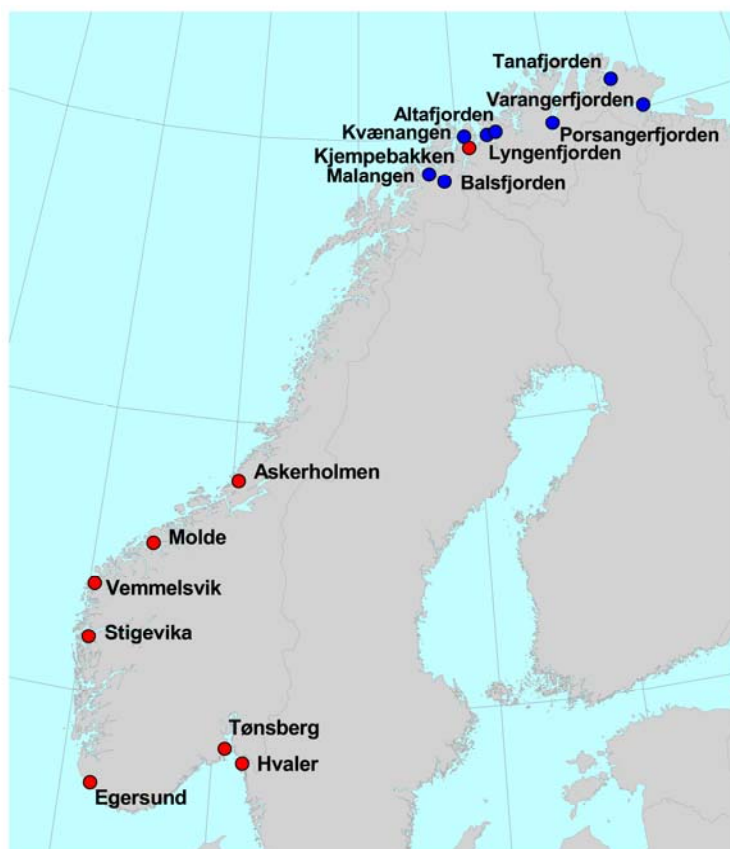 Tanafjorden
Varangerfjorden
Altafjorden
Kvænangen
Porsangerfjorden
Kjempebakken
Lyngenfjorden
Malangen
Balsfjorden
Askerholmen
Molde
Vemmelsvik
Stigevika
Tønsberg
Hvaler
Egersund